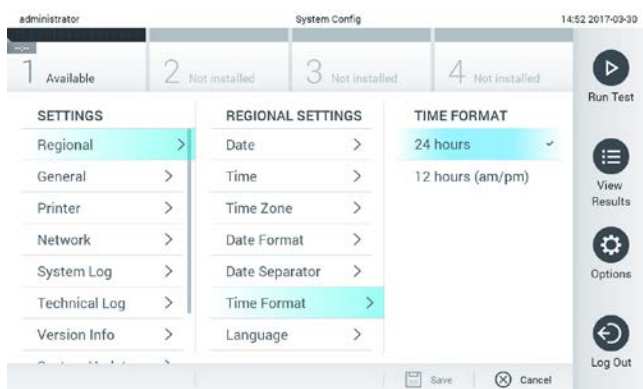 administrator
System Config
14:52 2017-03-30
1 Available
2 Not installed
3 Not installed
4 Not installed
SETTINGS
Regional
General
Printer
Network
System Log
Technical Log
Version Info
REGIONAL SETTINGS
Date
Time
Time Zone
Date Format
Date Separator
Time Format
Language
TIME FORMAT
24 hours
12 hours (am/pm)
Run Test
View
Results
Options
Log Out
Save
Cancel